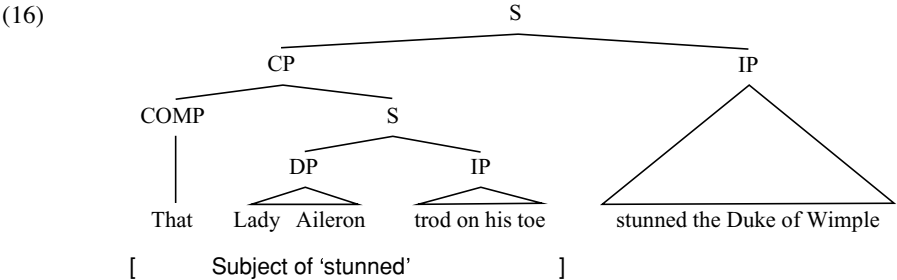 (16) S
CP IP
COMP S
DP IP
That Lady Aileron trod on his toe stunned the Duke of Wimple
[ Subject of ‘stunned’ ]